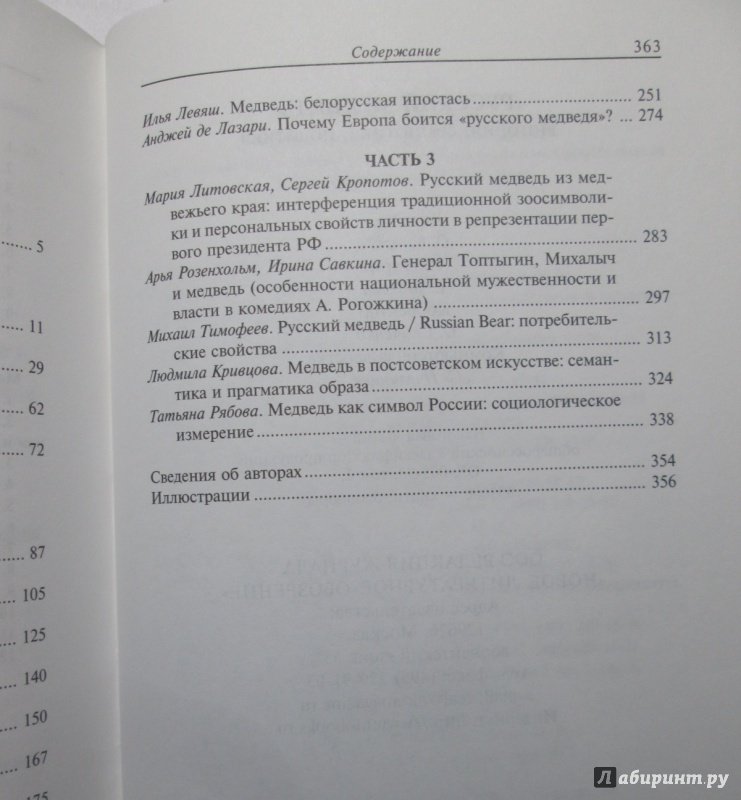 Содержание 363
Илья Левяш. Медведь: белорусская ипостась 251
Анджей де Лазари. Почему Европа боится «русского медведя»? ... 274
ЧАСТЬ 3
Мария Литовская, Сергей Кропотов. Русский медведь из мед-
вежьего края: интерференция традиционной зоосимволи-
ки и персональных свойств личности в репрезентации пер-
вого президента РФ 283
Арья Розенхольм, Ирина Савкина. Генерал Топтыгин, Михалыч
и медведь (особенности национальной мужественности и
власти в комедиях А. Рогожкина) 297
Михаил Тимофеев. Русский медведь / Russian Bear: потребитель-
ские свойства 313
Людмила Кривцова. Медведь в постсоветском искусстве: семан-
тика и прагматика образа 324
Татьяна Рябова. Медведь как символ России: социологическое
измерение 338
Сведения об авторах 354
Иллюстрации 356
5
11
29
62
72
87
105
125
140
150
167
175
лабиринт.ру